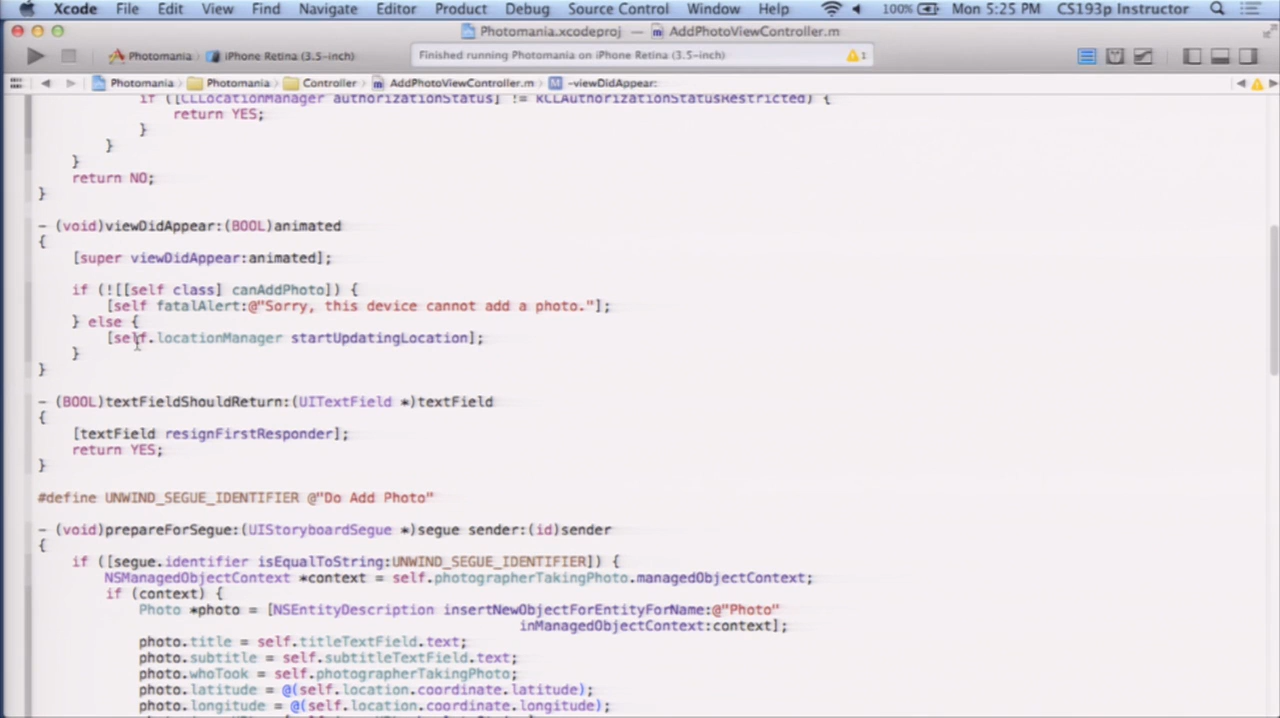 Xcode File Edit View Find Navigate Editor Product Debug Source Control Window Help 100% Mon 5:25 PM CS193p Instructor
Photomania.xcodeproj — AddPhotoViewController.m
Photomania iPhone Retina (3.5-inch) Finished running Photomania on iPhone Retina (3.5-inch) 1
Photomania Photomania Controller AddPhotoViewController.m -viewDidAppear:
if ([CLLocationManager authorizationStatus] != kCLAuthorizationStatusRestricted) {
return YES;
}
}
}
return NO;
}
- (void)viewDidAppear:(BOOL)animated
{
[super viewDidAppear:animated];
if (![[self class] canAddPhoto]) {
[self fatalAlert:@"Sorry, this device cannot add a photo."];
} else {
[self.locationManager startUpdatingLocation];
}
}
- (BOOL)textFieldShouldReturn:(UITextField *)textField
{
[textField resignFirstResponder];
return YES;
}
#define UNWIND_SEGUE_IDENTIFIER @"Do Add Photo"
- (void)prepareForSegue:(UIStoryboardSegue *)segue sender:(id)sender
{
if ([segue.identifier isEqualToString:UNWIND_SEGUE_IDENTIFIER]) {
NSManagedObjectContext *context = self.photographerTakingPhoto.managedObjectContext;
if (context) {
Photo *photo = [NSEntityDescription insertNewObjectForEntityForName:@"Photo"
inManagedObjectContext:context];
photo.title = self.titleTextField.text;
photo.subtitle = self.subtitleTextField.text;
photo.whoTook = self.photographerTakingPhoto;
photo.latitude = @(self.location.coordinate.latitude);
photo.longitude = @(self.location.coordinate.longitude);